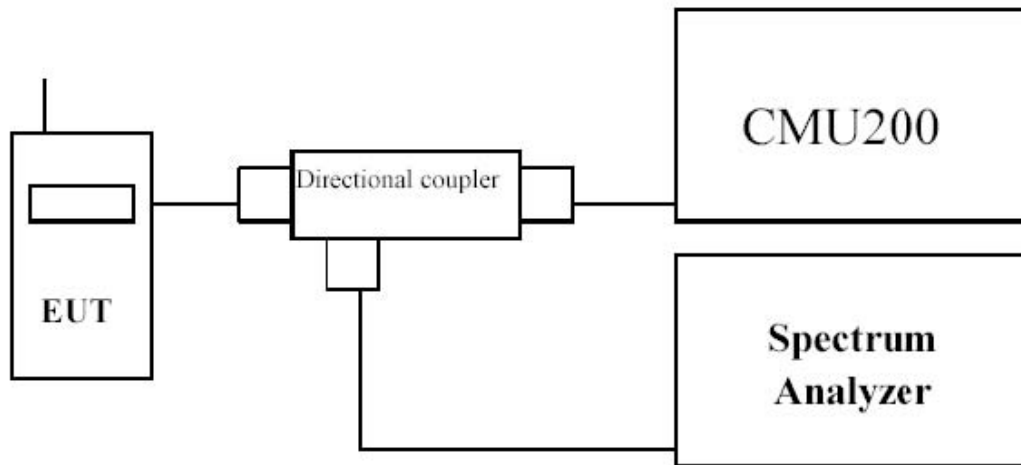 CMU200
Directional coupler
EUT
Spectrum
Analyzer